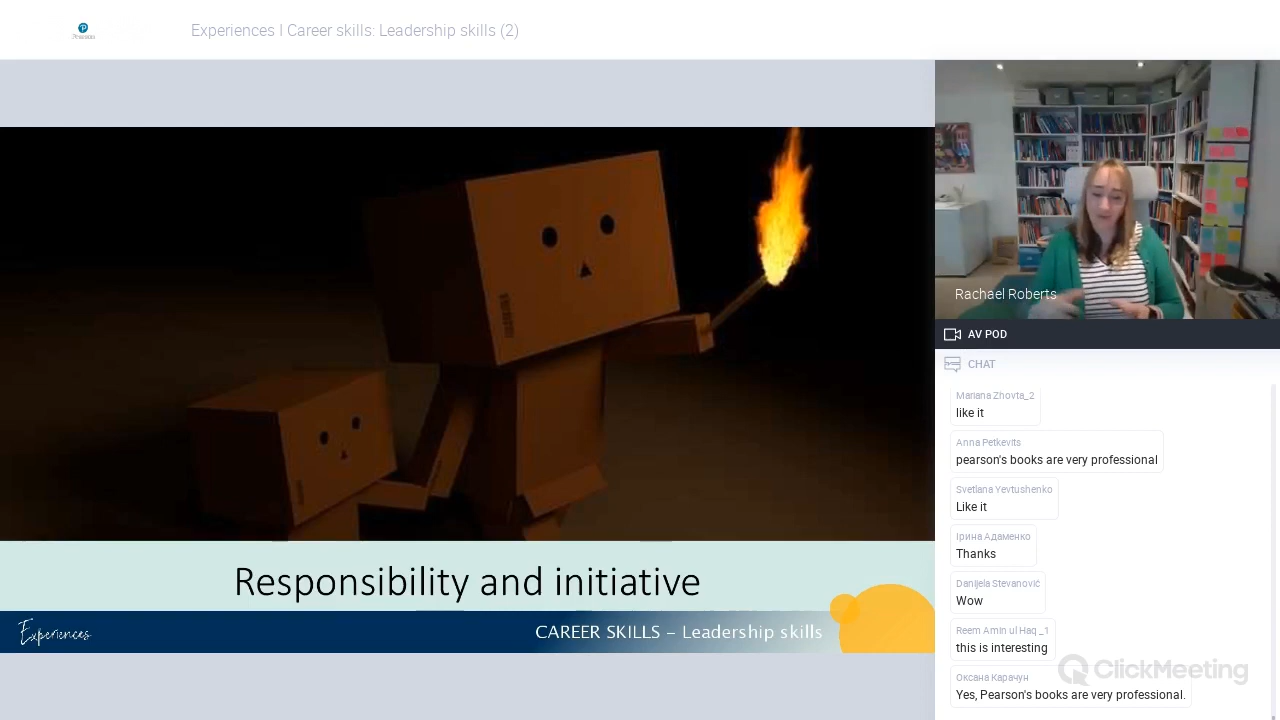 Experiences I Career skills: Leadership skills (2)
Rachael Roberts
AV POD
CHAT
Mariana Zhovta_2
like it
Anna Petkevits
pearson's books are very professional
Svetlana Yevtushenko
Like it
Ірина Адаменко
Thanks
Danijela Stevanović
Wow
Reem Amin ul Haq _1
this is interesting
Оксана Карачун
Yes, Pearson's books are very professional.
ClickMeeting
Responsibility and initiative
Experiences
CAREER SKILLS – Leadership skills